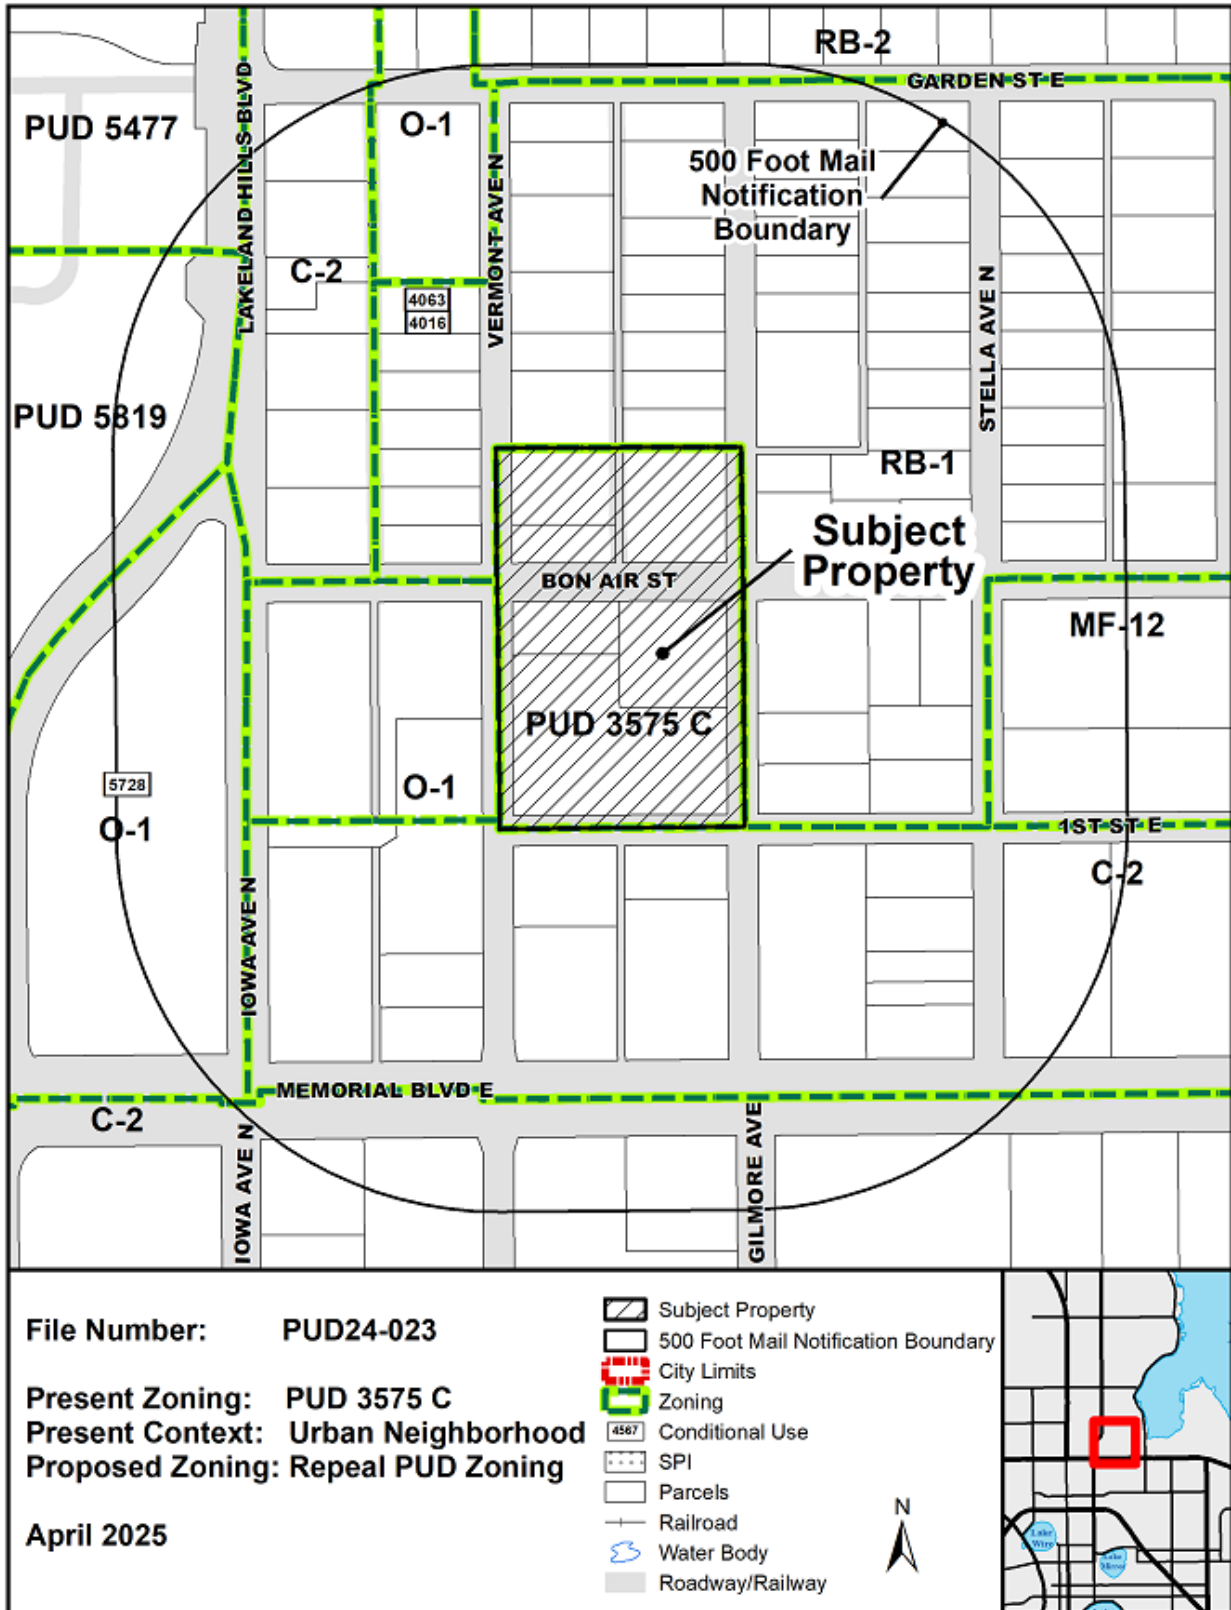 RB-2
GARDEN ST E
PUD 5477
LAKELAND HILLS BLVD
O-1
VERMONT AVE N
500 Foot Mail
Notification
Boundary
C-2
4063
4016
STELLA AVE N
PUD 5819
RB-1
Subject
Property
BON AIR ST
MF-12
PUD 3575 C
5728
O-1
O-1
1ST ST E
C-2
IOWA AVE N
MEMORIAL BLVD E
C-2
IOWA AVE N
GILMORE AVE
File Number: PUD24-023
Present Zoning: PUD 3575 C
Present Context: Urban Neighborhood
Proposed Zoning: Repeal PUD Zoning
April 2025
Subject Property
500 Foot Mail Notification Boundary
City Limits
Zoning
4567 Conditional Use
SPI
Parcels
Railroad
Water Body
Roadway/Railway
N
Lake
Wire
Lake
Mirror